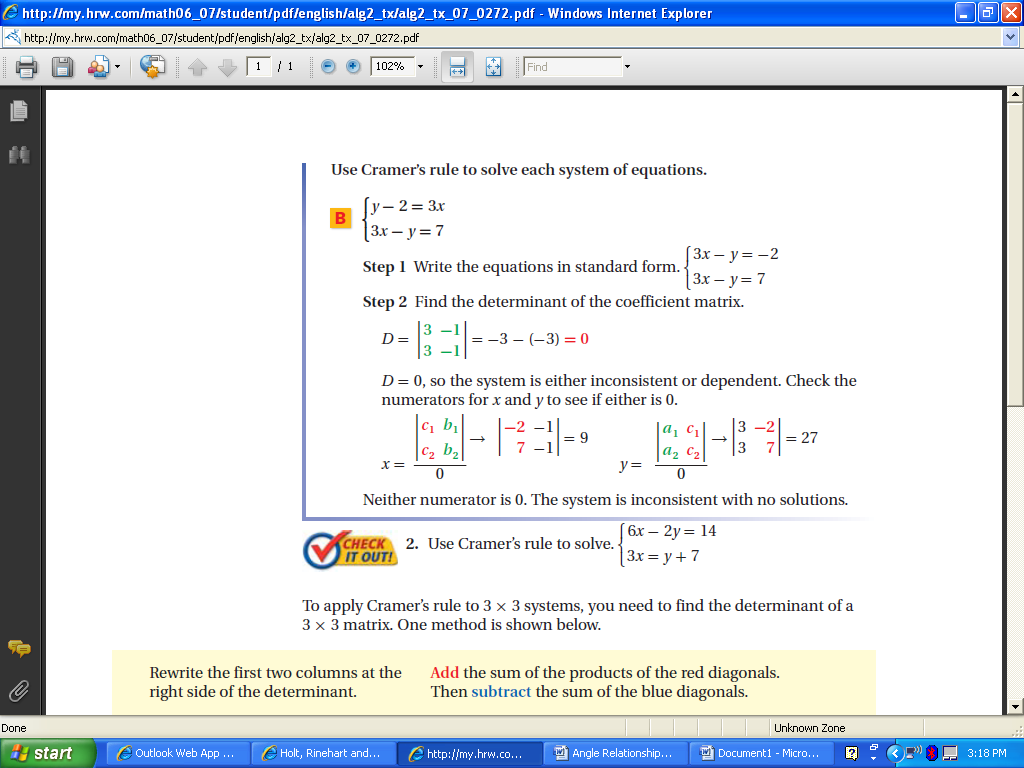 http://my.hrw.com/math06_07/student/pdf/english/alg2_tx/alg2_tx_07_0272.pdf - Windows Internet Explorer
http://my.hrw.com/math06_07/student/pdf/english/alg2_tx/alg2_tx_07_0272.pdf
1 / 1 102% Find
Use Cramer's rule to solve each system of equations.
B
y − 2 = 3x
3x − y = 7
Step 1 Write the equations in standard form.
3x − y = −2
3x − y = 7
Step 2 Find the determinant of the coefficient matrix.
D = |3 −1| = −3 − (−3) = 0
|3 −1|
D = 0, so the system is either inconsistent or dependent. Check the
numerators for x and y to see if either is 0.
x = |c₁ b₁| → |−2 −1| = 9 y = |a₁ c₁| → |3 −2| = 27
|c₂ b₂| |7 −1| |a₂ c₂| |3 7|
0 0
Neither numerator is 0. The system is inconsistent with no solutions.
CHECK
IT OUT!
2. Use Cramer's rule to solve.
6x − 2y = 14
3x = y + 7
To apply Cramer's rule to 3 × 3 systems, you need to find the determinant of a
3 × 3 matrix. One method is shown below.
Rewrite the first two columns at the
right side of the determinant.
Add the sum of the products of the red diagonals.
Then subtract the sum of the blue diagonals.
Done Unknown Zone
start Outlook Web App ... Holt, Rinehart and... http://my.hrw.co... Angle Relationship... Document1 - Micro... 3:18 PM